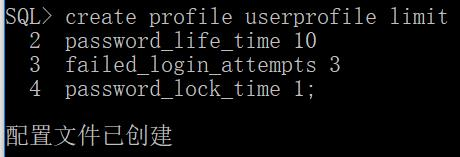 SQL> create profile userprofile limit
2 password_life_time 10
3 failed_login_attempts 3
4 password_lock_time 1;
配置文件已创建